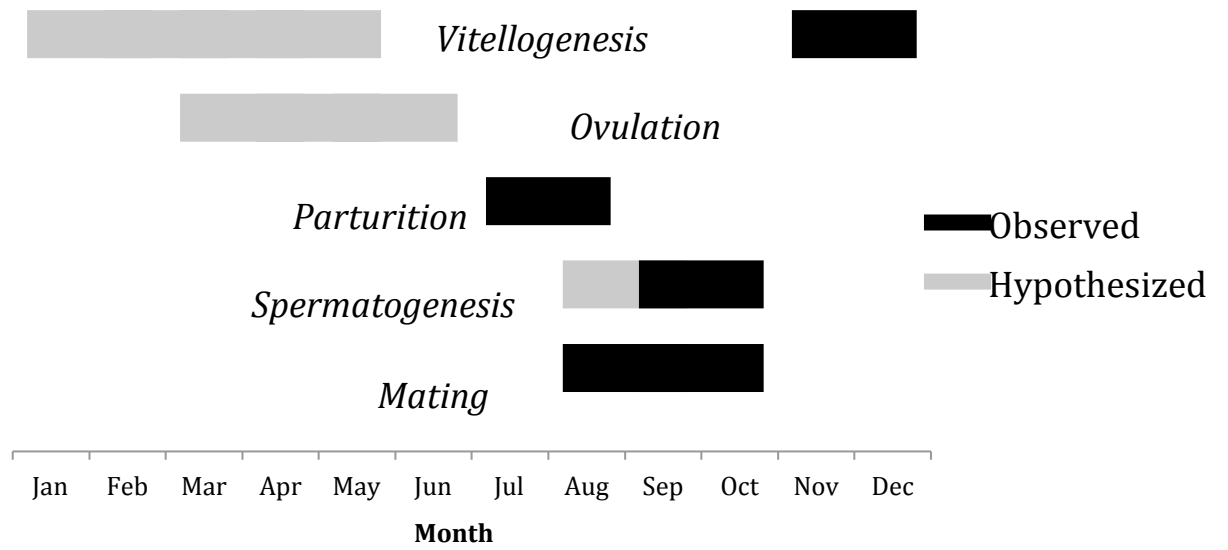 Vitellogenesis
Ovulation
Parturition
Observed
Hypothesized
Spermatogenesis
Mating
Jan Feb Mar Apr May Jun Jul Aug Sep Oct Nov Dec
Month